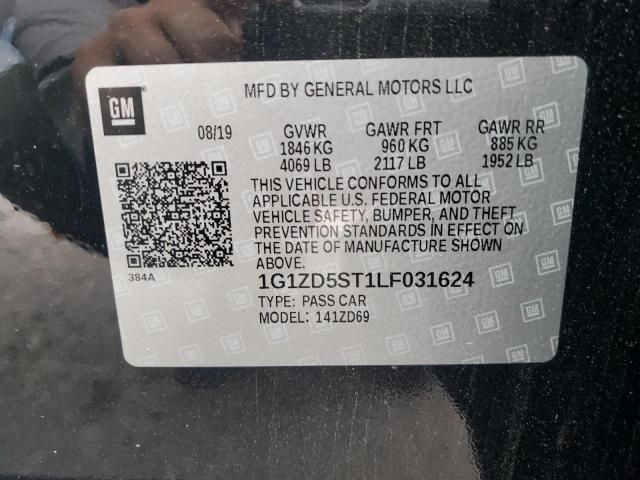 GM
MFD BY GENERAL MOTORS LLC
08/19 GVWR GAWR FRT GAWR RR
1846 KG 960 KG 885 KG
4069 LB 2117 LB 1952 LB
THIS VEHICLE CONFORMS TO ALL
APPLICABLE U.S. FEDERAL MOTOR
VEHICLE SAFETY, BUMPER, AND THEFT
PREVENTION STANDARDS IN EFFECT ON
THE DATE OF MANUFACTURE SHOWN
ABOVE.
384A
1G1ZD5ST1LF031624
TYPE: PASS CAR
MODEL: 141ZD69